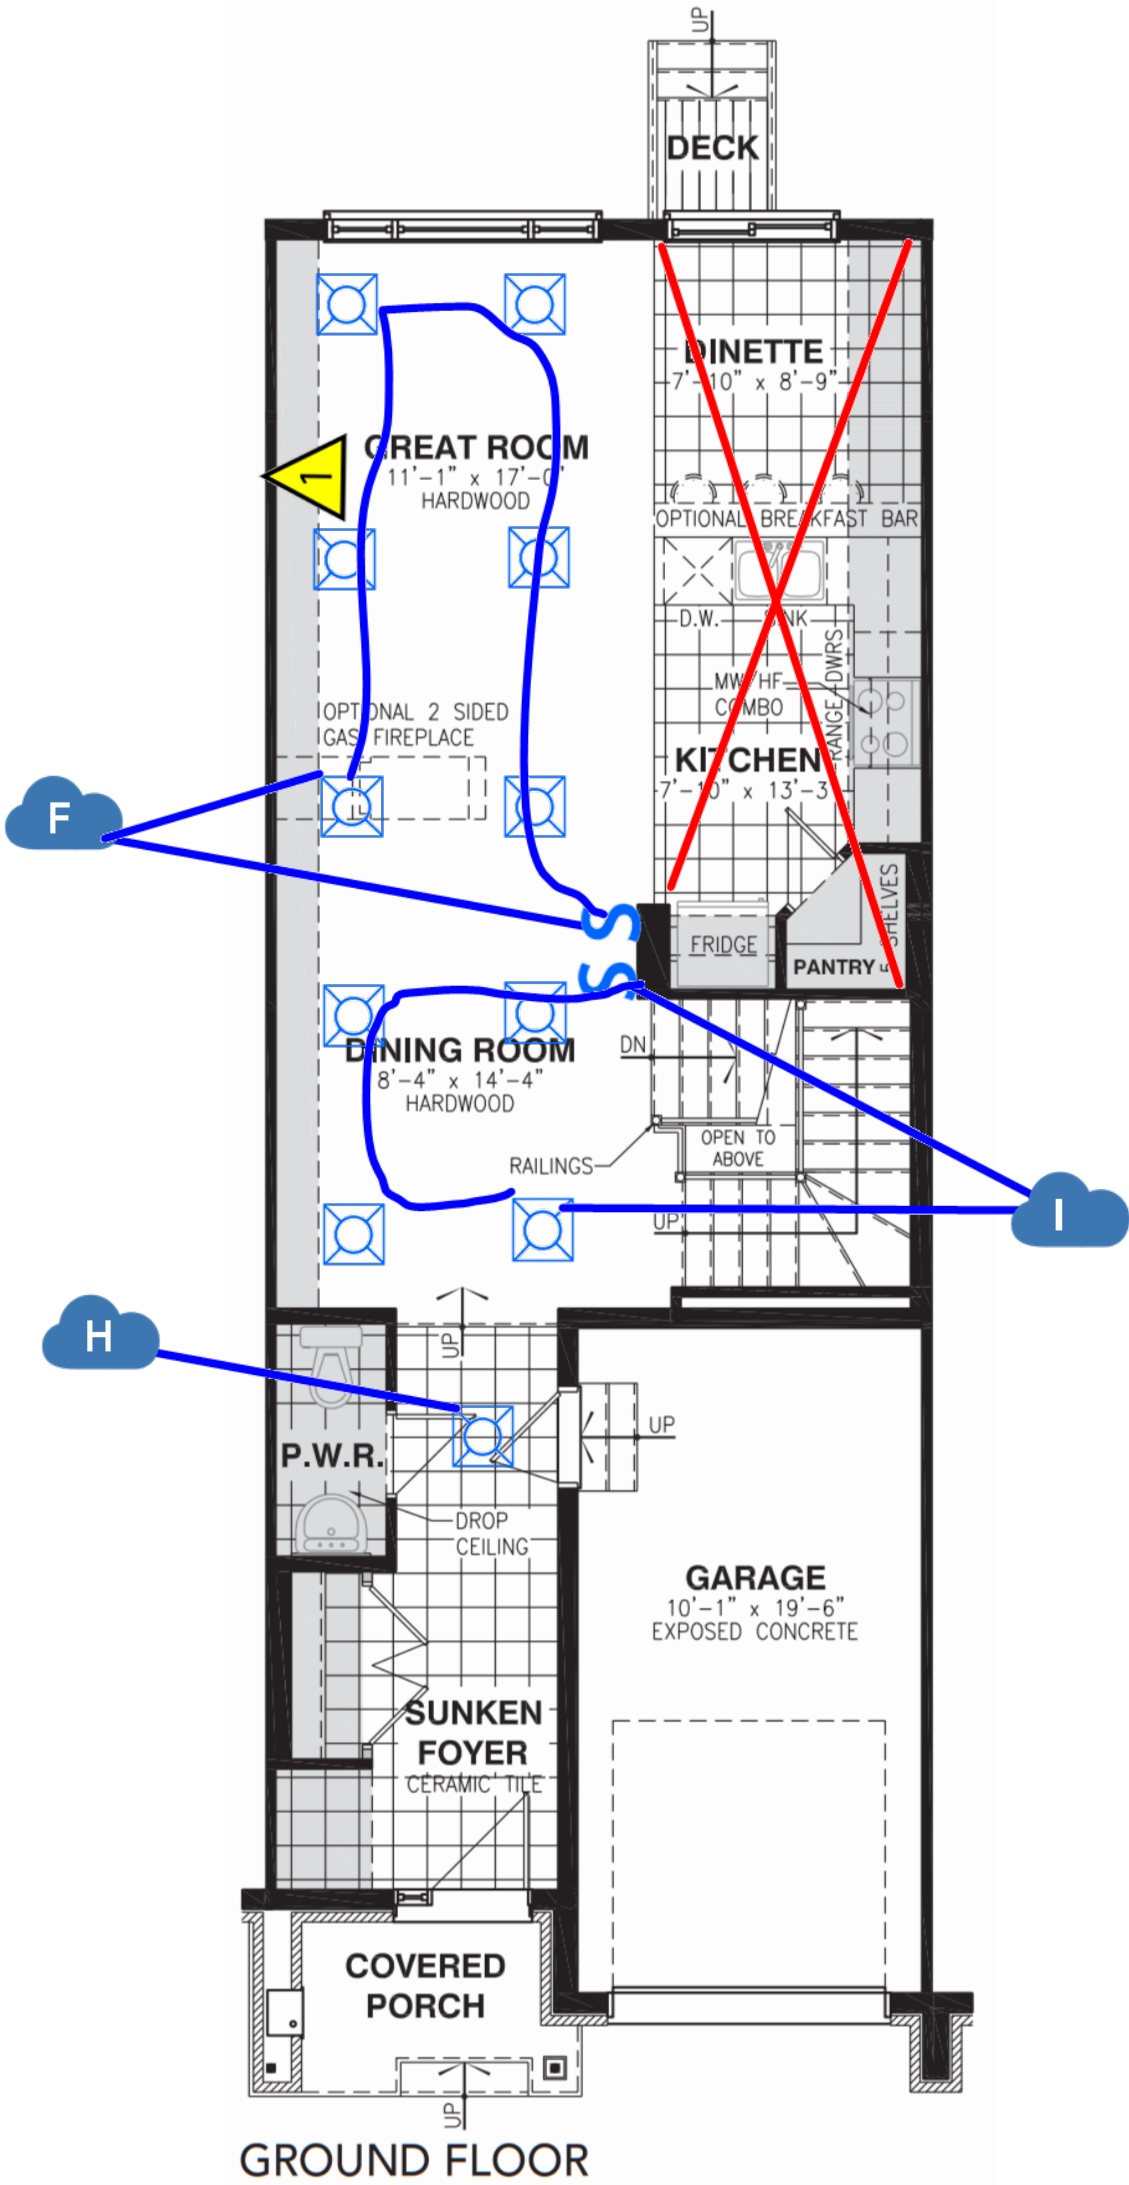 UP
DECK
DINETTE
7'-10" x 8'-9"
GREAT ROOM
11'-1" x 17'-0"
HARDWOOD
1
OPTIONAL BREAKFAST BAR
D.W.
SINK
RANGE DWRS
MW/HF
COMBO
OPTIONAL 2 SIDED
GAS FIREPLACE
KITCHEN
7'-10" x 13'-3
F
S
SHELVES
FRIDGE
PANTRY
S
DN
DINING ROOM
8'-4" x 14'-4"
HARDWOOD
OPEN TO
ABOVE
RAILINGS
I
UP
H
UP
UP
P.W.R.
DROP
CEILING
GARAGE
10'-1" x 19'-6"
EXPOSED CONCRETE
SUNKEN
FOYER
CERAMIC TILE
COVERED
PORCH
UP
GROUND FLOOR